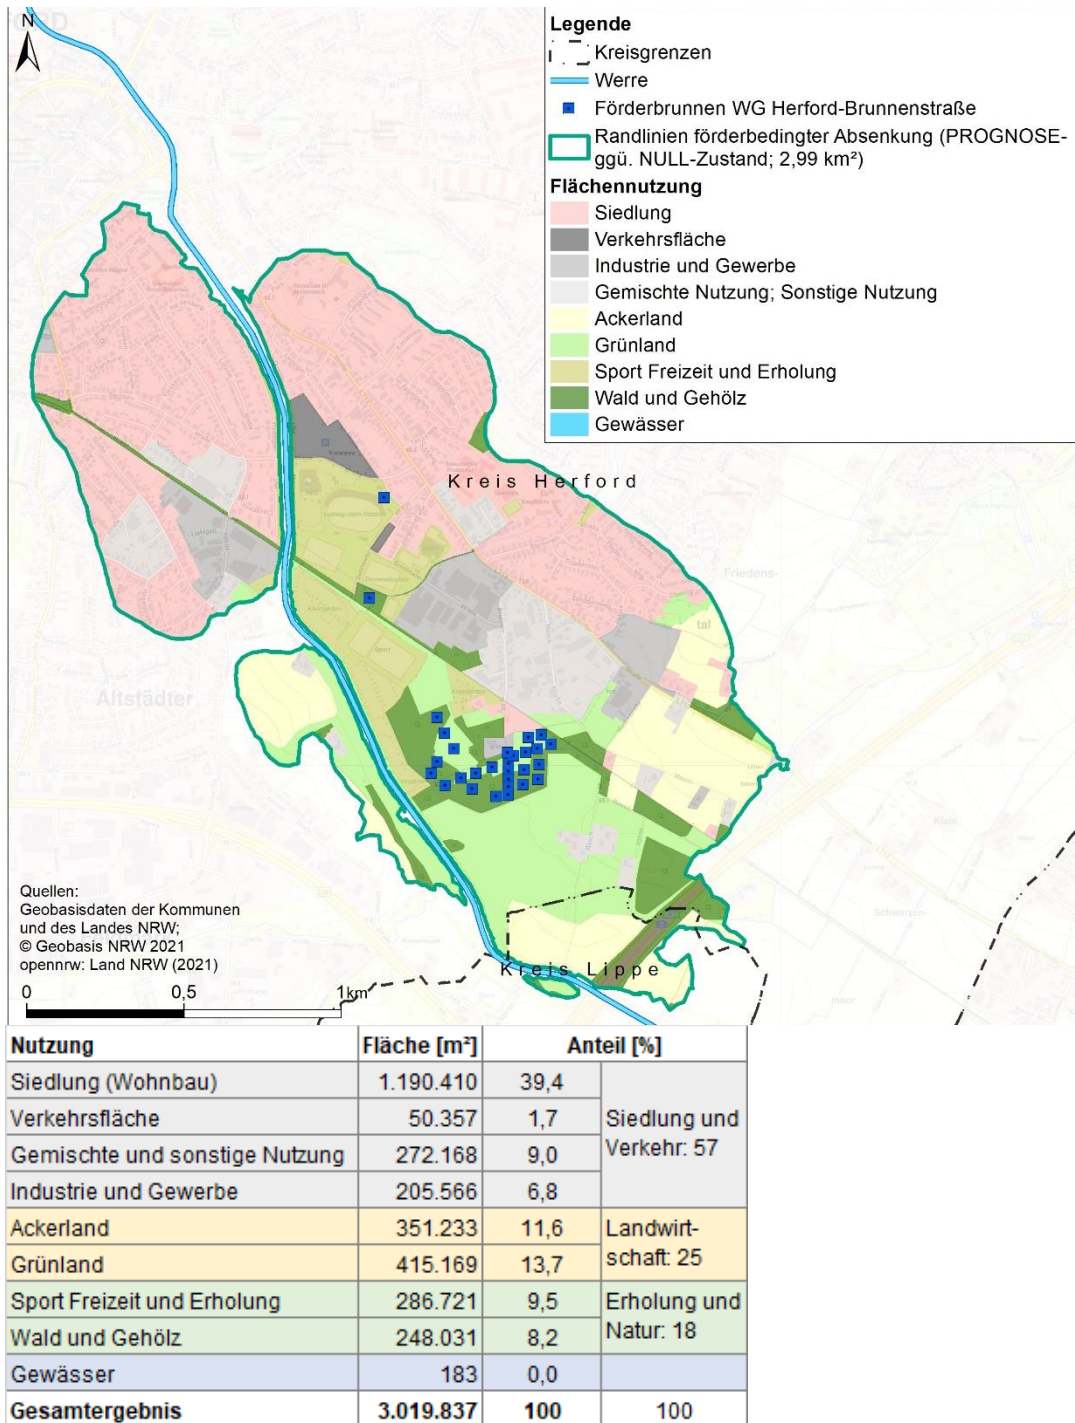 N
Legende
Kreisgrenzen
Werre
Förderbrunnen WG Herford-Brunnenstraße
Randlinien förderbedingter Absenkung (PROGNOSE-
ggü. NULL-Zustand; 2,99 km²)
Flächennutzung
Siedlung
Verkehrsfläche
Industrie und Gewerbe
Gemischte Nutzung; Sonstige Nutzung
Ackerland
Grünland
Sport Freizeit und Erholung
Wald und Gehölz
Gewässer
Kreis Herford
Friedens-
tal
Altstädter
Sport
Klein
Kreis Lippe
Quellen:
Geobasisdaten der Kommunen
und des Landes NRW;
© Geobasis NRW 2021
opennrw: Land NRW (2021)
0 0,5 1km
Nutzung Fläche [m²] Anteil [%]
Siedlung (Wohnbau) 1.190.410 39,4
Verkehrsfläche 50.357 1,7 Siedlung und
Gemischte und sonstige Nutzung 272.168 9,0 Verkehr: 57
Industrie und Gewerbe 205.566 6,8
Ackerland 351.233 11,6 Landwirt-
Grünland 415.169 13,7 schaft: 25
Sport Freizeit und Erholung 286.721 9,5 Erholung und
Wald und Gehölz 248.031 8,2 Natur: 18
Gewässer 183 0,0
Gesamtergebnis 3.019.837 100 100